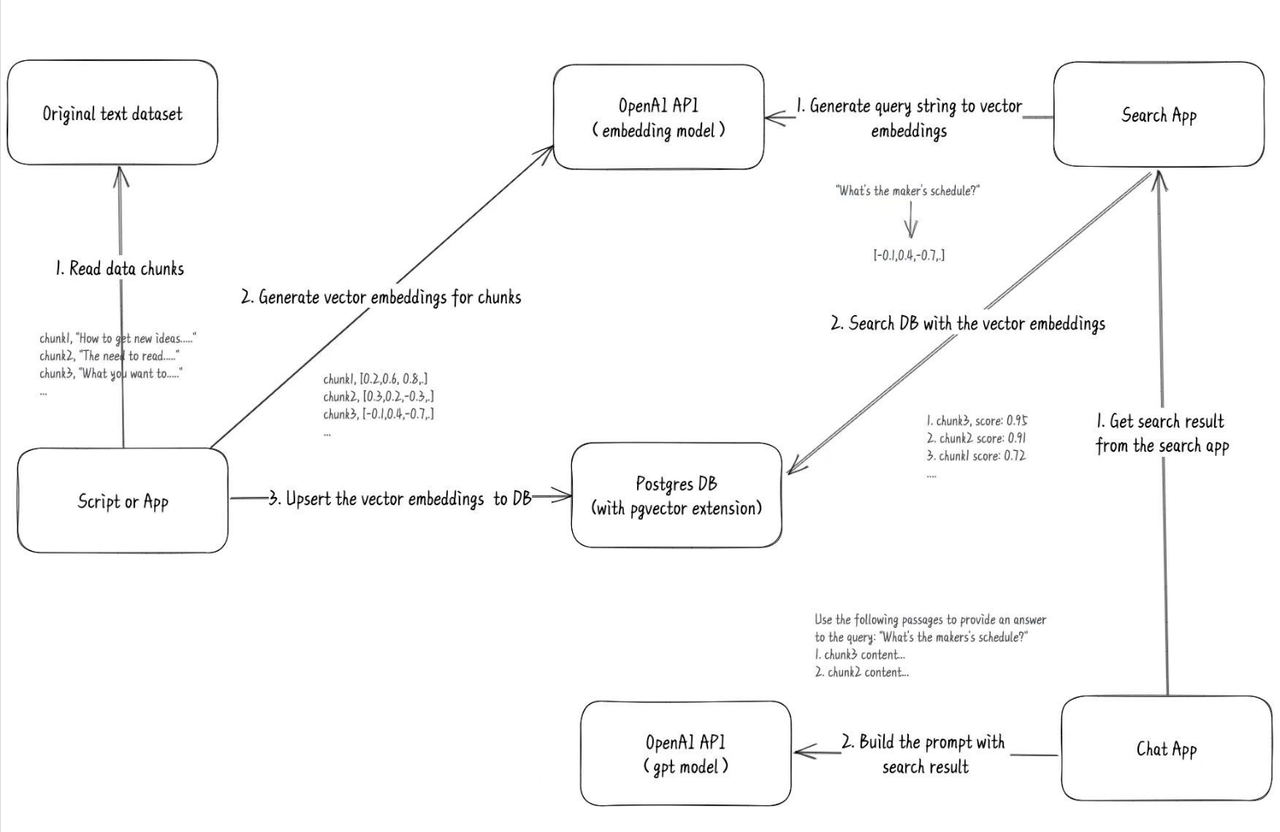 Original text dataset
OpenAI API
(embedding model)
1. Generate query string to vector
embeddings
Search App
"What's the maker's schedule?"
[-0.1,0.4,-0.7,.]
1. Read data chunks
2. Generate vector embeddings for chunks
2. Search DB with the vector embeddings
chunk1, "How to get new ideas....."
chunk2, "The need to read....."
chunk3, "What you want to....."
...
chunk1, [0.2,0.6, 0.8,.]
chunk2, [0.3,0.2,-0.3,.]
chunk3, [-0.1,0.4,-0.7,.]
...
1. chunk3, score: 0.95
2. chunk2 score: 0.91
3. chunk1 score: 0.72
....
1. Get search result
from the search app
Script or App
3. Upsert the vector embeddings to DB
Postgres DB
(with pgvector extension)
Use the following passages to provide an answer
to the query: "What's the makers's schedule?"
1. chunk3 content...
2. chunk2 content...
OpenAI API
(gpt model)
2. Build the prompt with
search result
Chat App